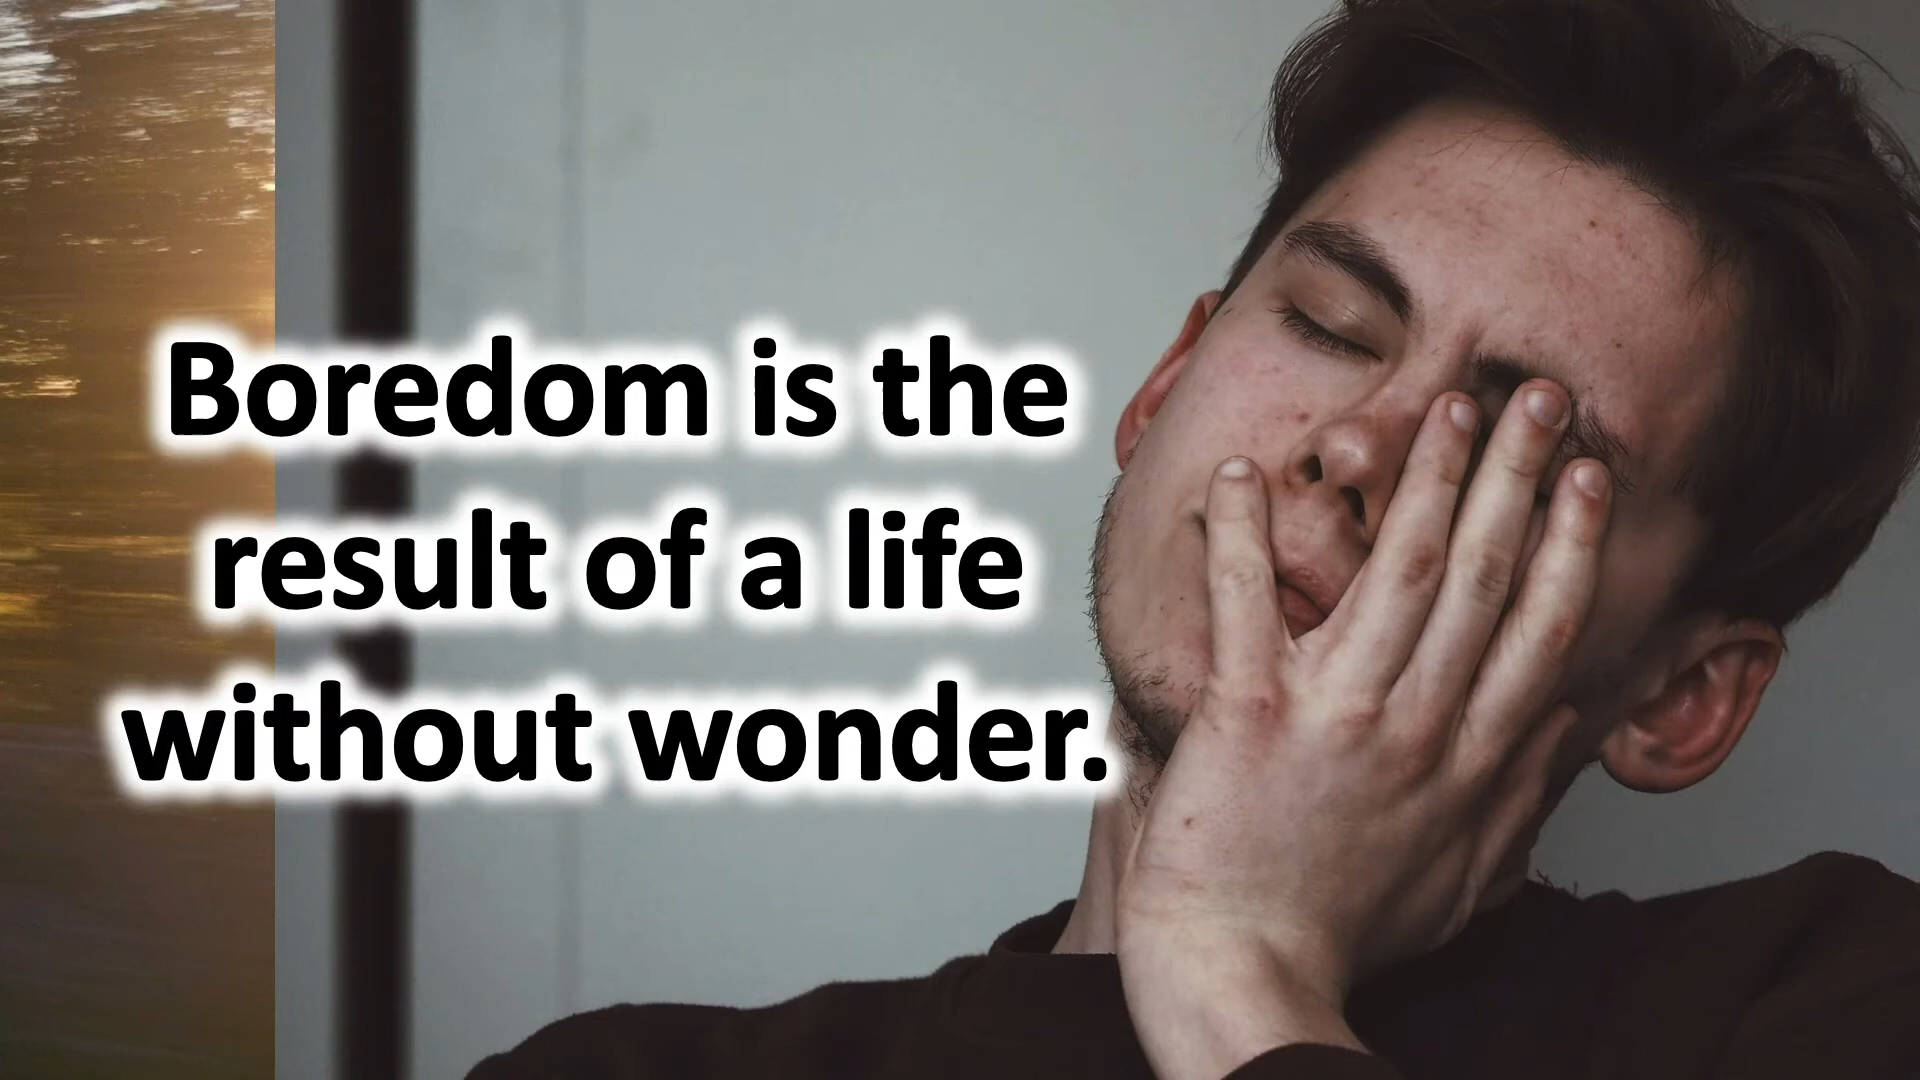 Boredom is the
result of a life
without wonder.